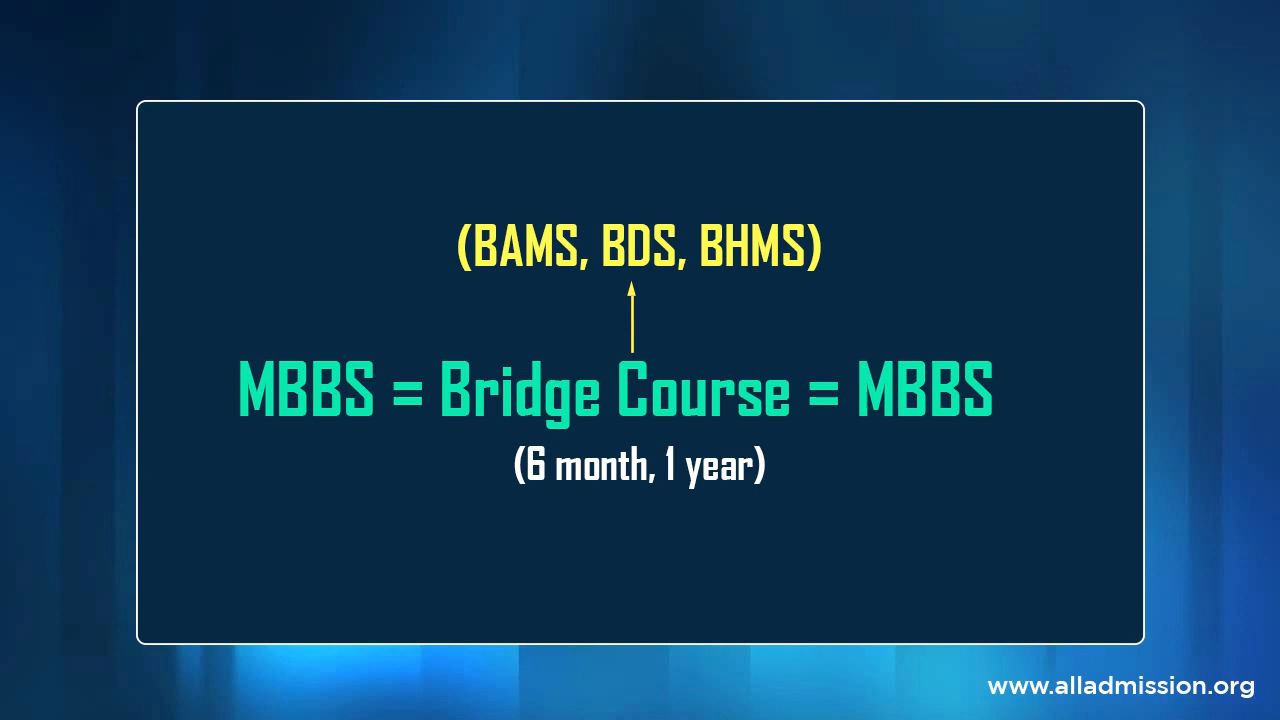 (BAMS, BDS, BHMS)
MBBS = Bridge Course = MBBS
(6 month, 1 year)
www.alladmission.org